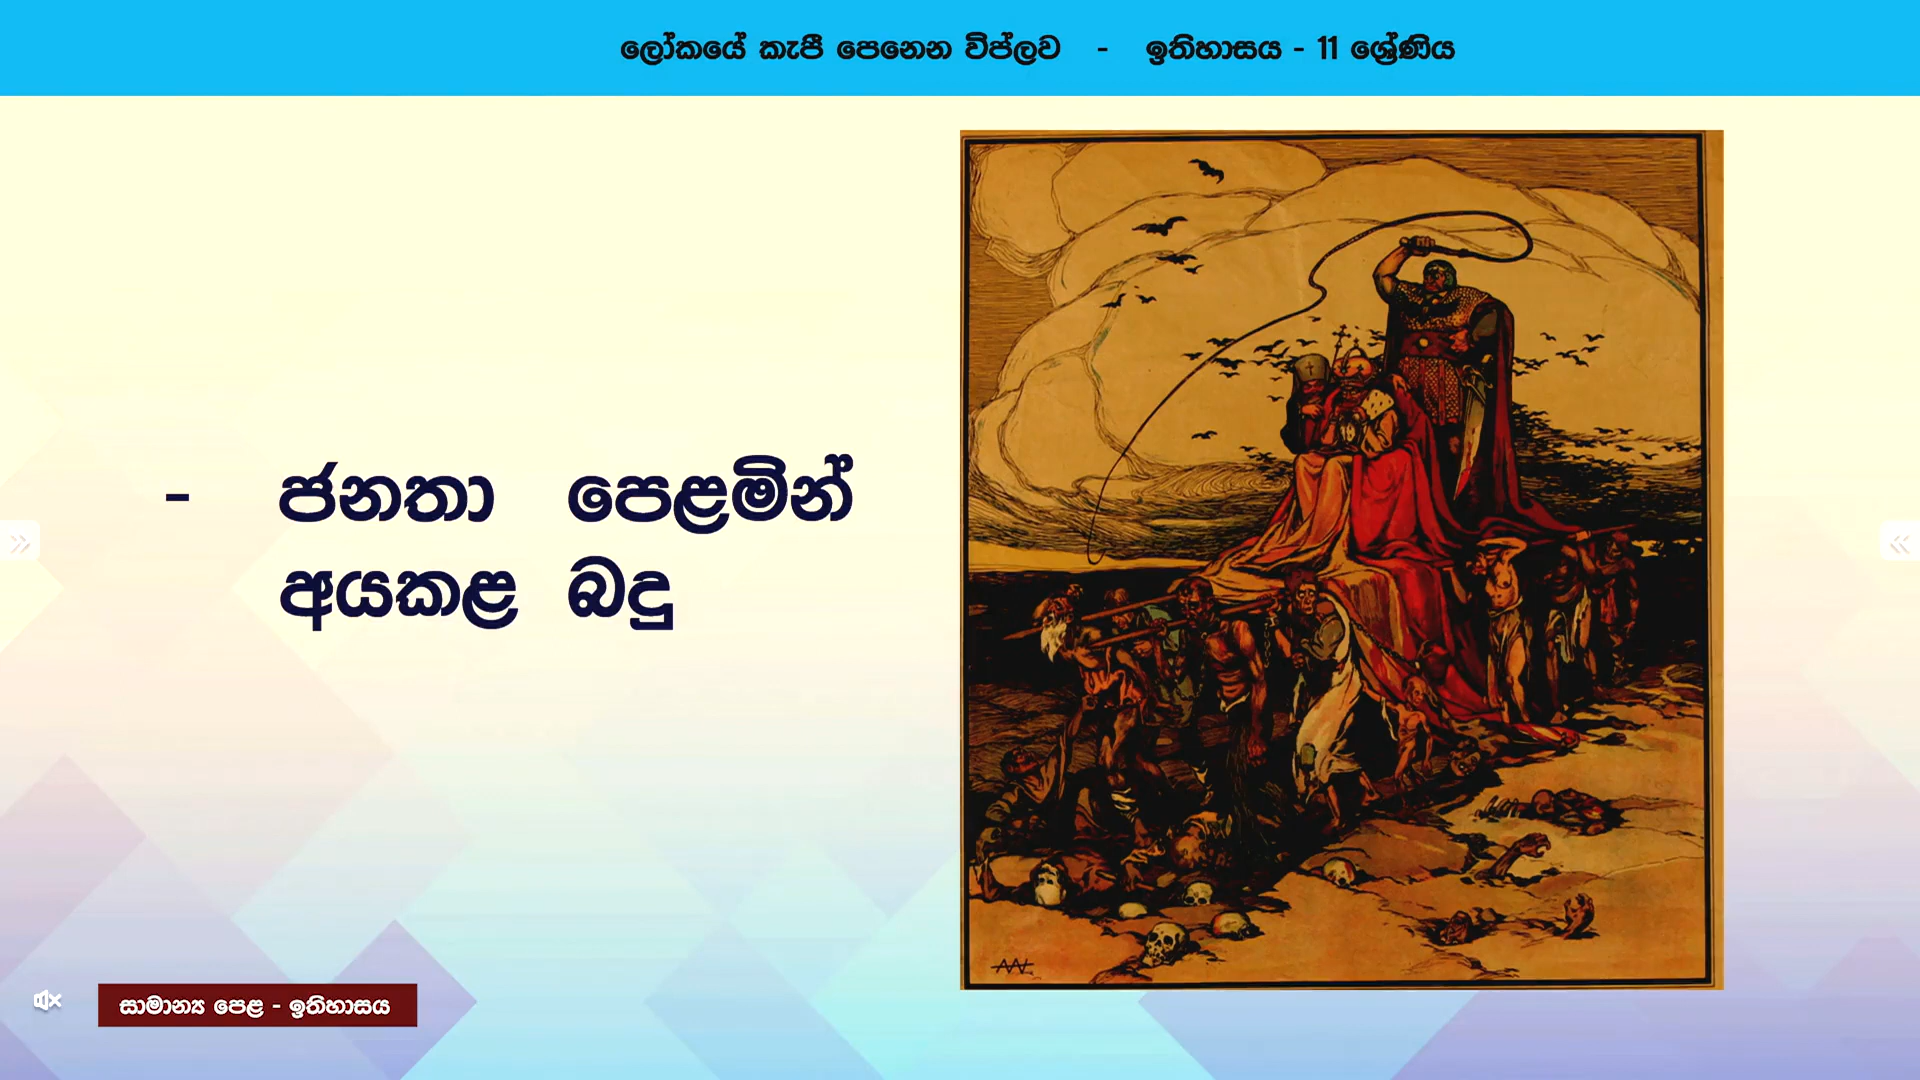 ලෝකයේ කැපී පෙනෙන විප්ලව - ඉතිහාසය - 11 ශ්‍රේණිය
- ජනතා පෙළමින්
අයකළ බදු
සාමාන්‍ය පෙළ - ඉතිහාසය